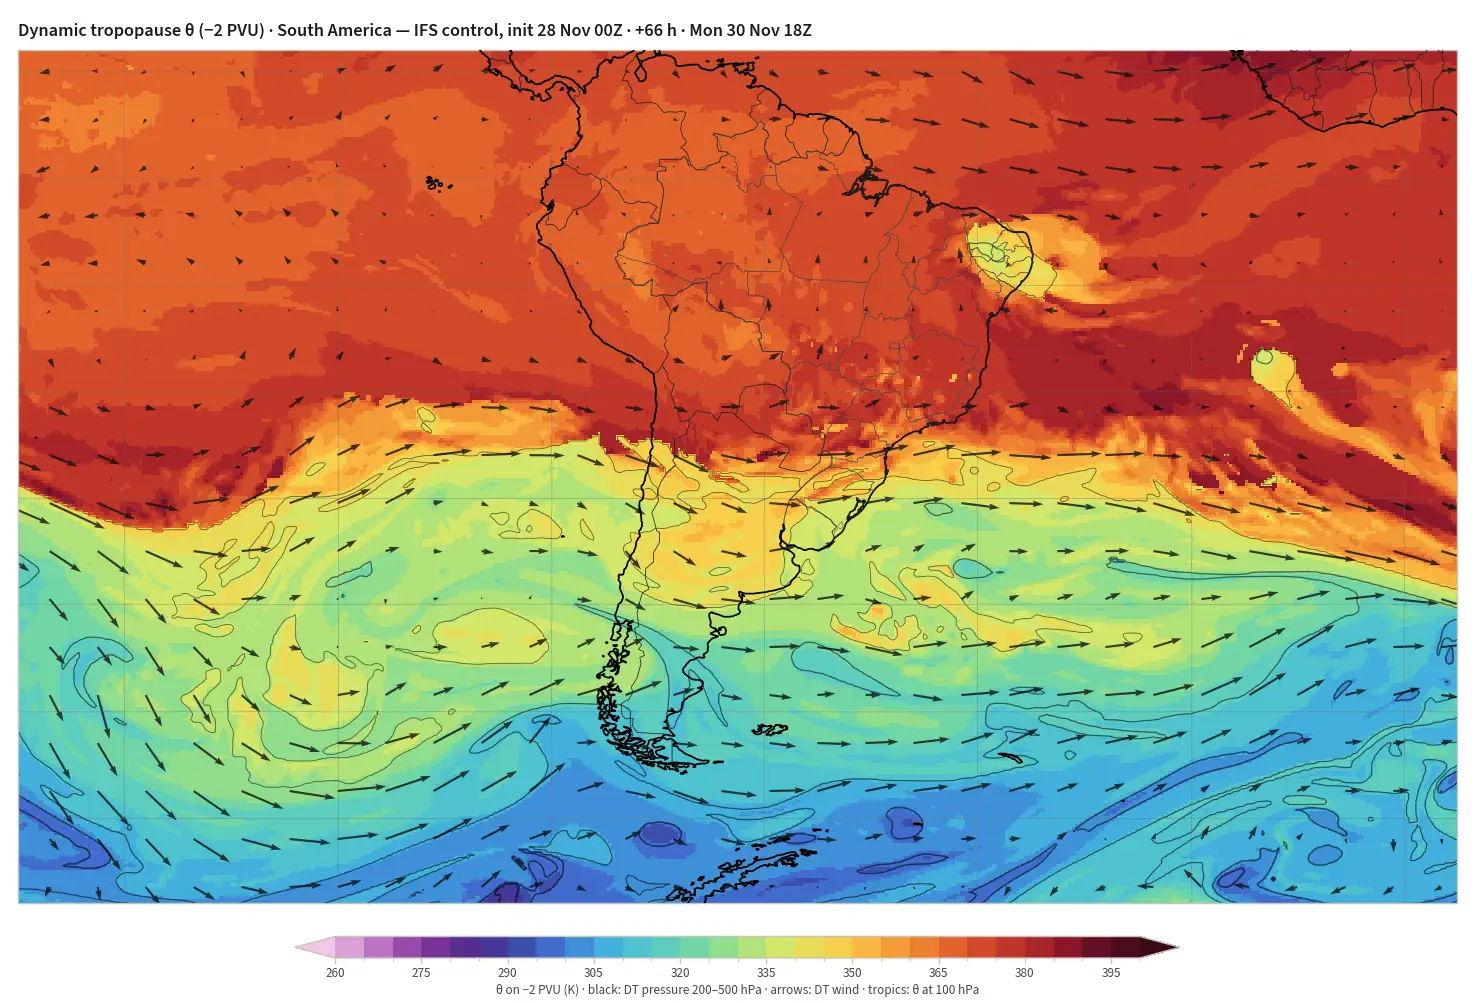 Dynamic tropopause θ (−2 PVU) · South America — IFS control, init 28 Nov 00Z · +66 h · Mon 30 Nov 18Z
260 275 290 305 320 335 350 365 380 395
θ on −2 PVU (K) · black: DT pressure 200–500 hPa · arrows: DT wind · tropics: θ at 100 hPa